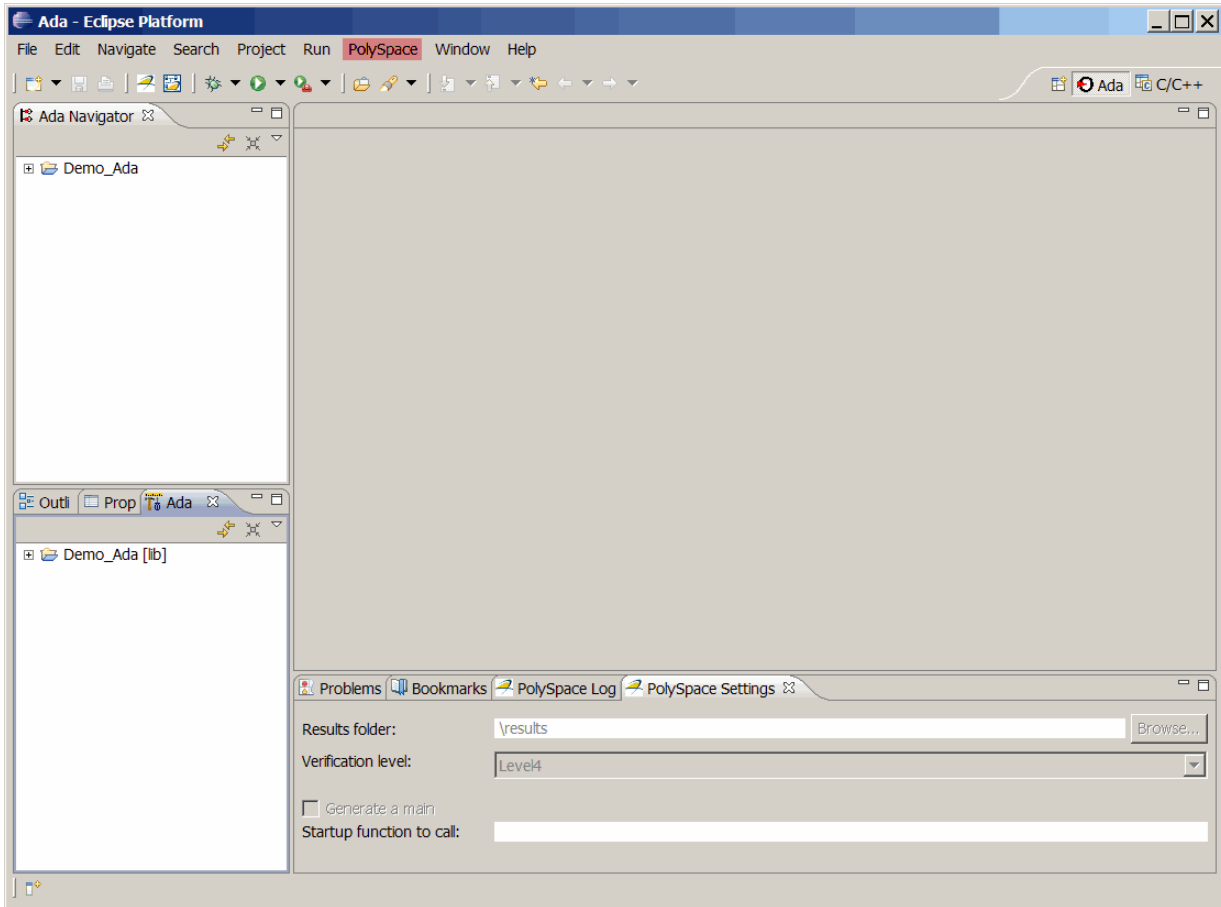 Ada - Eclipse Platform
File Edit Navigate Search Project Run PolySpace Window Help
Ada C/C++
Ada Navigator
Demo_Ada
Outli Prop Ada
Demo_Ada [lib]
Problems Bookmarks PolySpace Log PolySpace Settings
Results folder: \results Browse...
Verification level: Level4
Generate a main
Startup function to call: